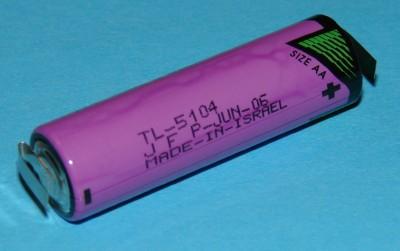 SIZE AA
+
TL-5104
J F P-JUN-06
MADE-IN-ISRAEL
-